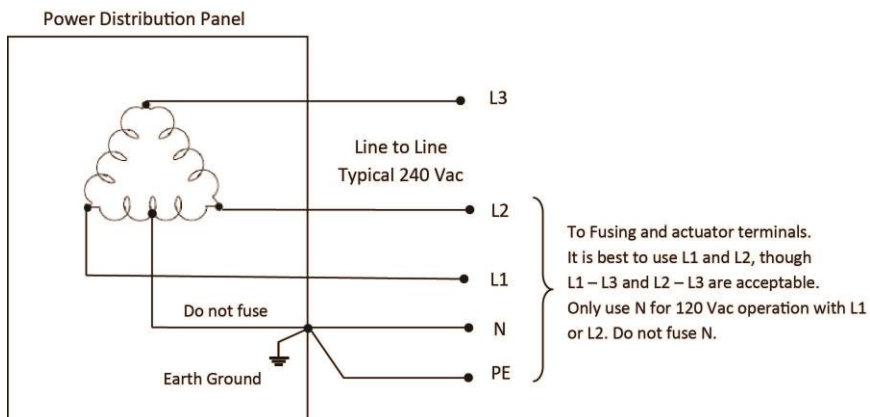 Power Distribution Panel
L3
Line to Line
Typical 240 Vac
L2
L1
Do not fuse
N
Earth Ground
PE
To Fusing and actuator terminals.
It is best to use L1 and L2, though
L1 – L3 and L2 – L3 are acceptable.
Only use N for 120 Vac operation with L1
or L2. Do not fuse N.